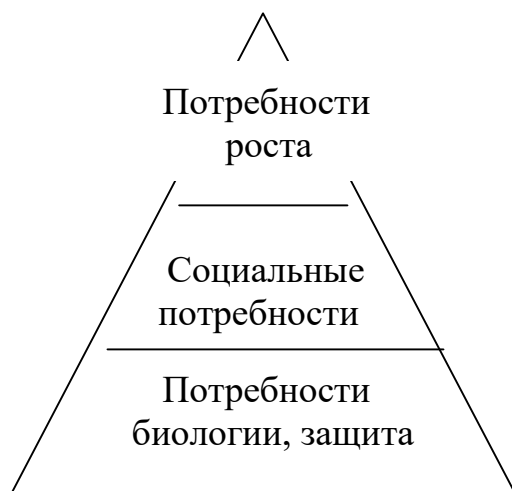 Потребности
роста
Социальные
потребности
Потребности
биологии, защита